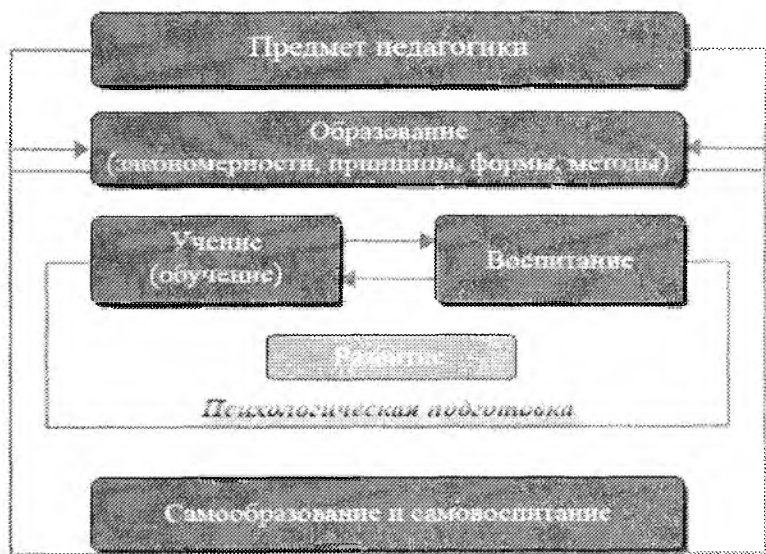 Предмет педагогики
Образование
(закономерности, принципы, формы, методы)
Учение
(обучение)
Воспитание
Развитие
Психологическая подготовка
Самообразование и самовоспитание